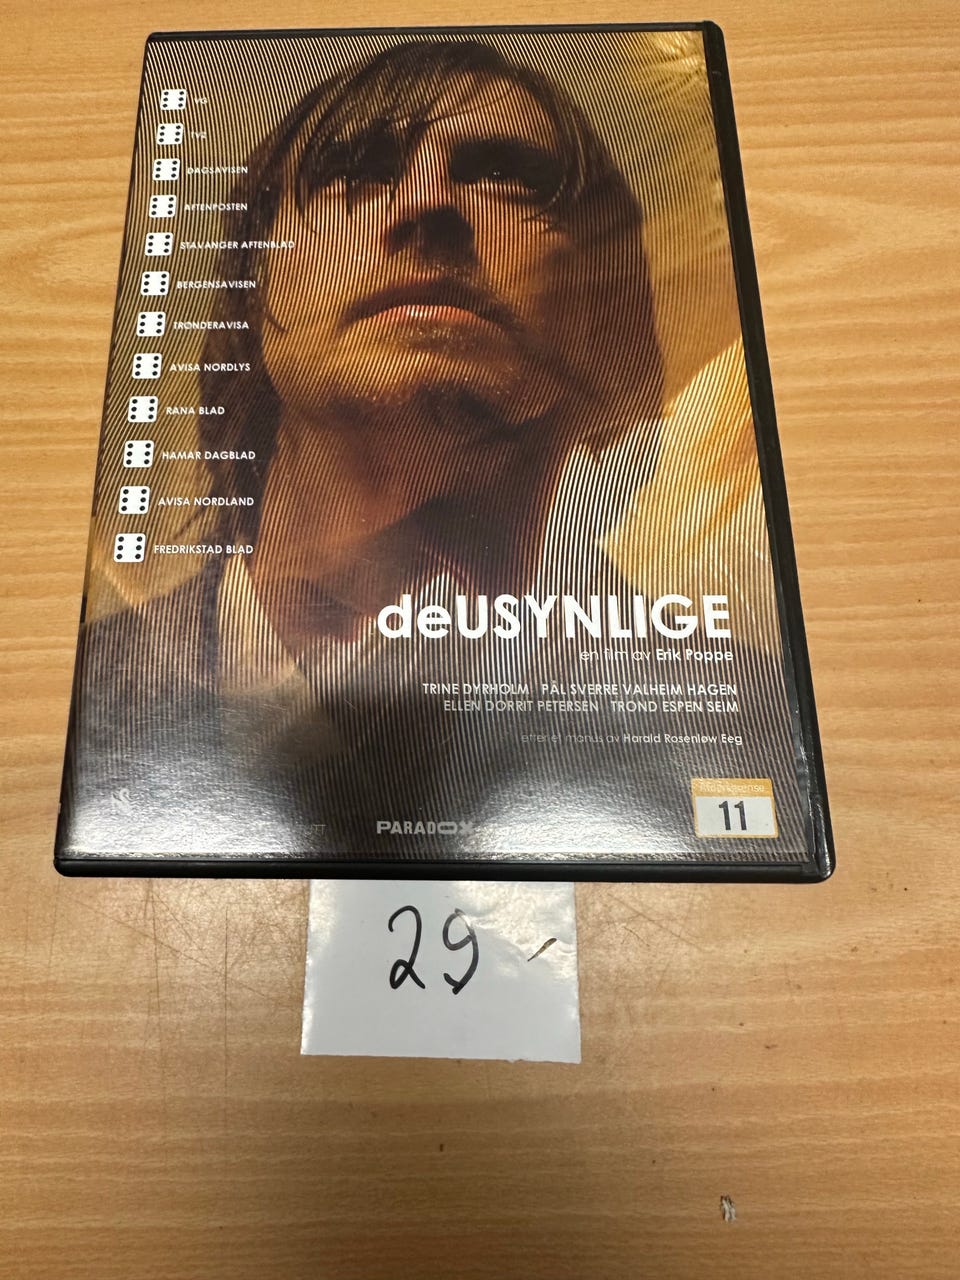 VG
TV2
DAGSAVISEN
AFTENPOSTEN
STAVANGER AFTENBLAD
BERGENSAVISEN
TRØNDERAVISA
AVISA NORDLYS
RANA BLAD
HAMAR DAGBLAD
AVISA NORDLAND
FREDRIKSTAD BLAD
deUSYNLIGE
en film av Erik Poppe
TRINE DYRHOLM PÅL SVERRE VALHEIM HAGEN
ELLEN DORRIT PETERSEN TROND ESPEN SEIM
etter et manus av Harald Rosenløw Eeg
PARADOX
11
29 -